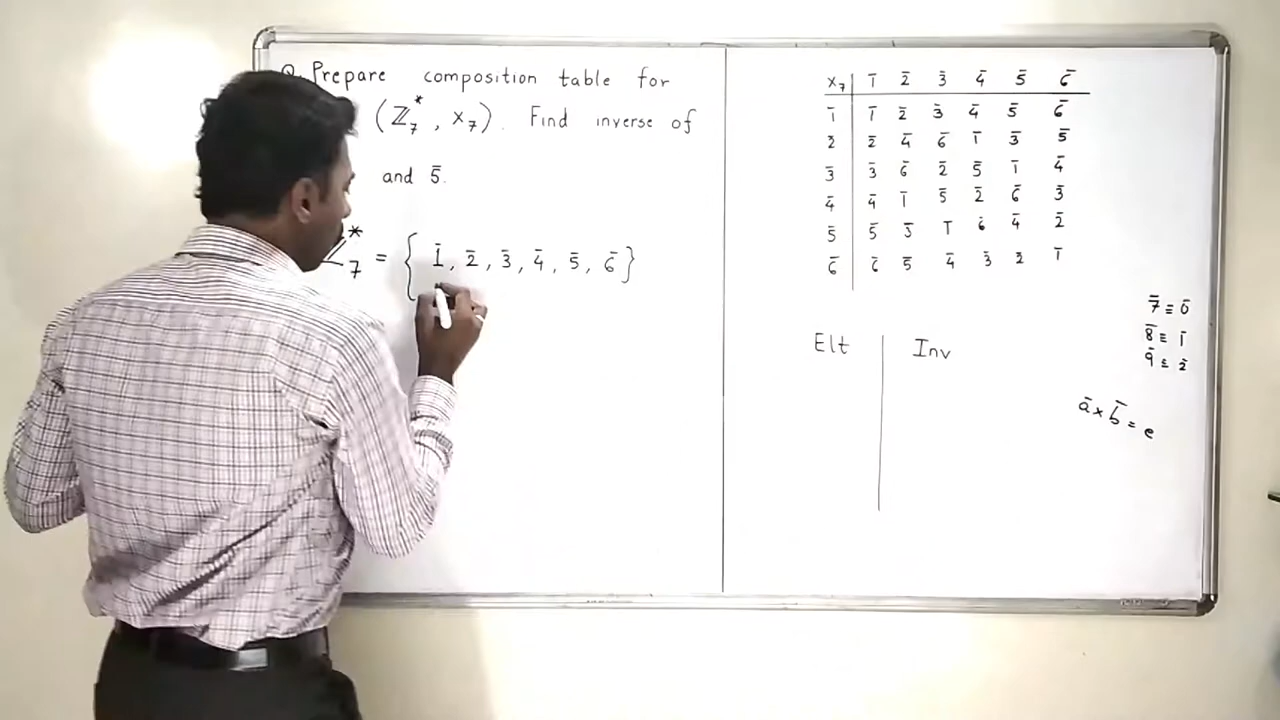 Q. Prepare composition table for
(ℤ₇*, x₇). Find inverse of
and 5̄.
ℤ₇* = { 1̄, 2̄, 3̄, 4̄, 5̄, 6̄ }
x₇ 1̄ 2̄ 3̄ 4̄ 5̄ 6̄
1̄ 1̄ 2̄ 3̄ 4̄ 5̄ 6̄
2̄ 2̄ 4̄ 6̄ 1̄ 3̄ 5̄
3̄ 3̄ 6̄ 2̄ 5̄ 1̄ 4̄
4̄ 4̄ 1̄ 5̄ 2̄ 6̄ 3̄
5̄ 5̄ 3̄ 1̄ 6̄ 4̄ 2̄
6̄ 6̄ 5̄ 4̄ 3̄ 2̄ 1̄
7̄ ≡ 0̄
8̄ ≡ 1̄
9̄ ≡ 2̄
Elt Inv
ā × b̄ = e